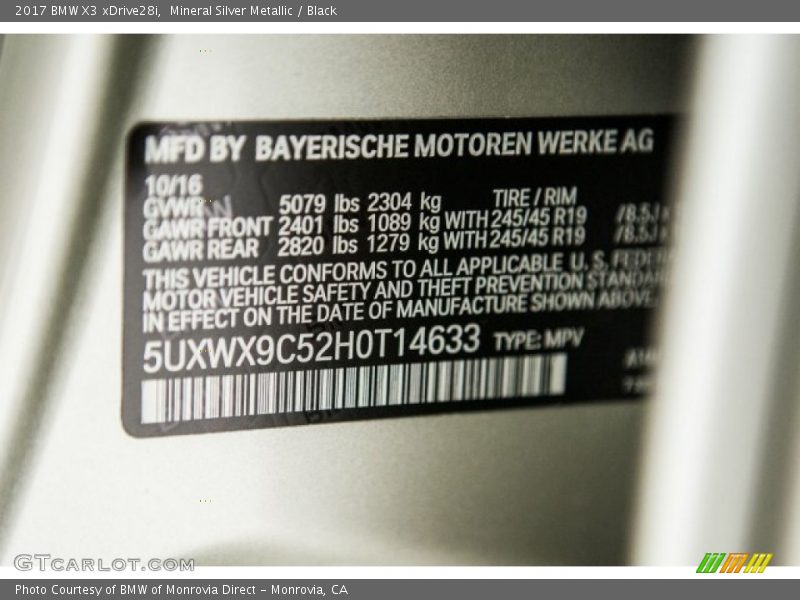 2017 BMW X3 xDrive28i, Mineral Silver Metallic / Black
MFD BY BAYERISCHE MOTOREN WERKE AG
10/16
GVWR 5079 lbs 2304 kg TIRE / RIM
GAWR FRONT 2401 lbs 1089 kg WITH 245/45 R19 /8.5J
GAWR REAR 2820 lbs 1279 kg WITH 245/45 R19 /8.5J
THIS VEHICLE CONFORMS TO ALL APPLICABLE U. S.
MOTOR VEHICLE SAFETY AND THEFT PREVENTION
IN EFFECT ON THE DATE OF MANUFACTURE SHOWN ABOVE
5UXWX9C52H0T14633 TYPE: MPV
GTCARLOT.COM
Photo Courtesy of BMW of Monrovia Direct - Monrovia, CA